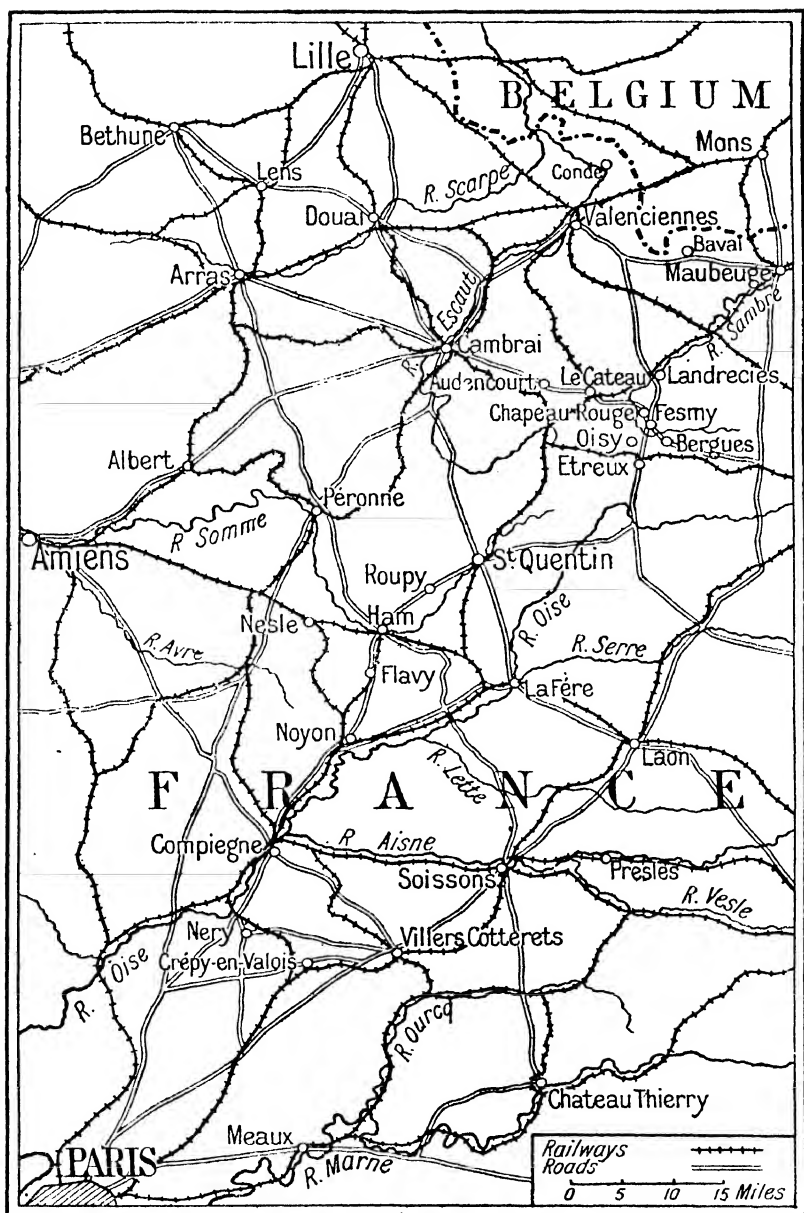 Lille
BELGIUM
Bethune
Mons
Lens
Conde
R. Scarpe
Douai
Valenciennes
Bavai
Arras
Maubeuge
R. Escaut
R. Sambre
Cambrai
Audencourt
Le Cateau
Landrecies
Chapeau Rouge
Fesmy
Oisy
Bergues
Albert
Etreux
Péronne
R Somme
Amiens
St. Quentin
Roupy
R. Oise
Nesle
Ham
R. Avre
R. Serre
Flavy
La Fère
Noyon
Laon
R. Lette
FRANCE
Compiegne
R Aisne
Soissons
Presles
R. Vesle
Nery
Villers Cotterets
R. Oise
Crépy-en-Valois
R. Ourcq
Chateau Thierry
Meaux
R. Marne
PARIS
Railways
Roads
0 5 10 15 Miles